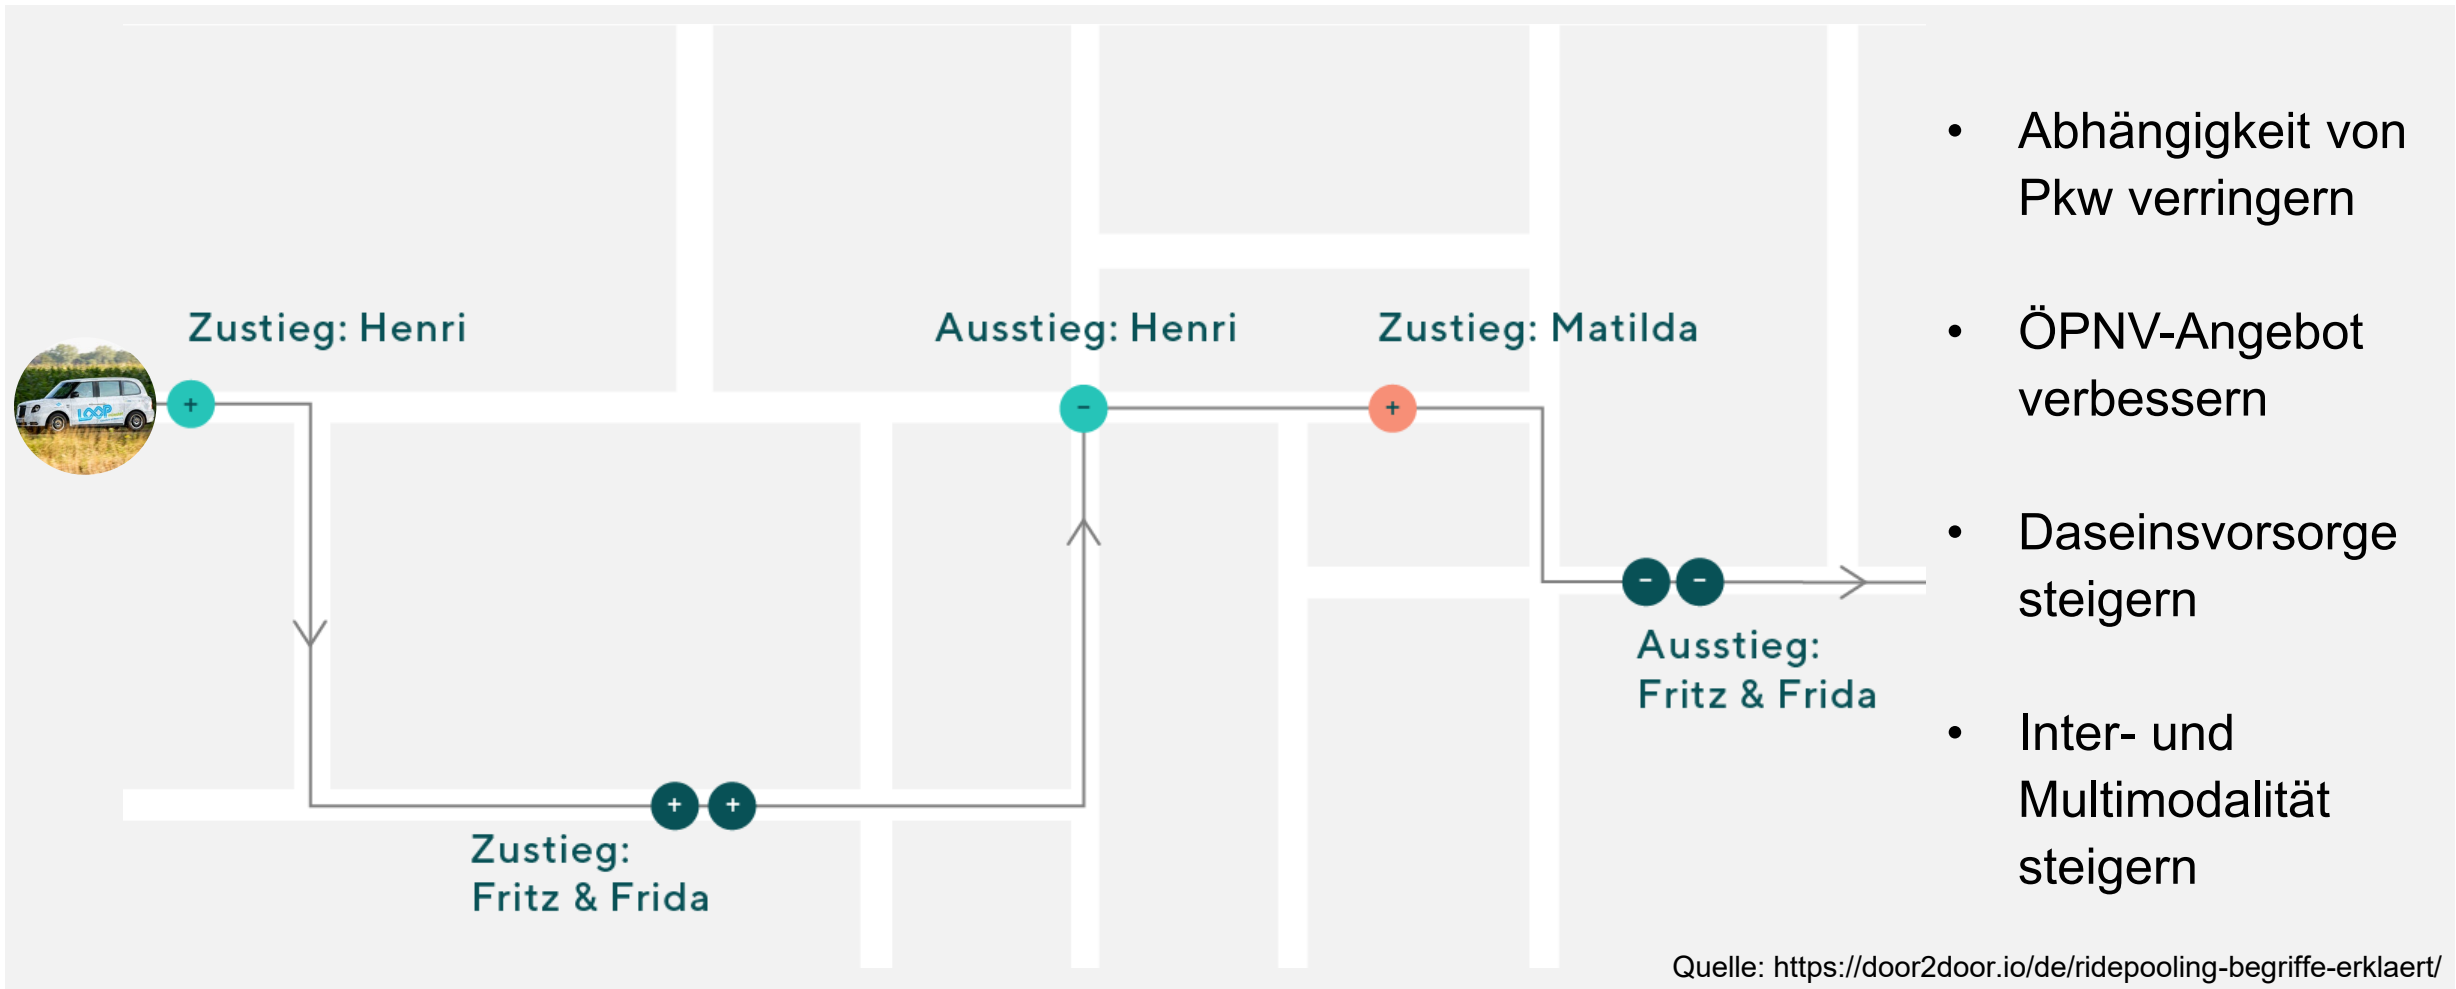 Zustieg: Henri
Ausstieg: Henri
Zustieg: Matilda
LOOP
+
-
+
+ +
- -
Zustieg:
Fritz & Frida
Ausstieg:
Fritz & Frida
• Abhängigkeit von
Pkw verringern
• ÖPNV-Angebot
verbessern
• Daseinsvorsorge
steigern
• Inter- und
Multimodalität
steigern
Quelle: https://door2door.io/de/ridepooling-begriffe-erklaert/